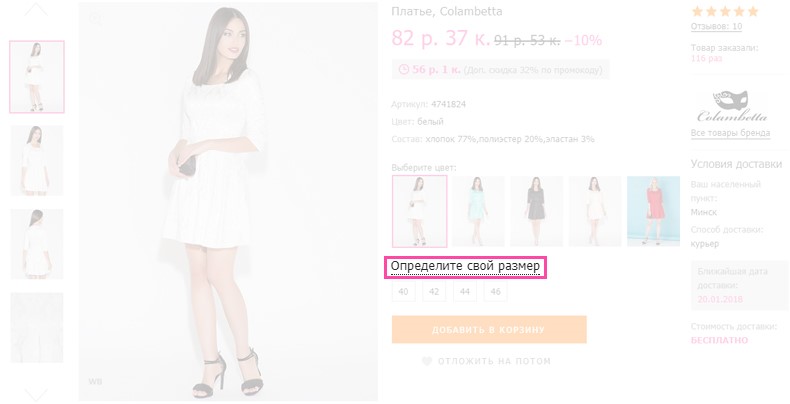 Платье, Colambetta
82 р. 37 к. 91 р. 53 к. –10%
56 р. 1 к. (Доп. скидка 32% по промокоду)
Артикул: 4741824
Цвет: белый
Состав: хлопок 77%,полиэстер 20%,эластан 3%
Выберите цвет:
Определите свой размер
40 42 44 46
ДОБАВИТЬ В КОРЗИНУ
ОТЛОЖИТЬ НА ПОТОМ
WB
Отзывов: 10
Товар заказали:
116 раз
Colambetta
Все товары бренда
Условия доставки
Ваш населенный
пункт:
Минск
Способ доставки:
курьер
Ближайшая дата
доставки:
20.01.2018
Стоимость доставки:
БЕСПЛАТНО